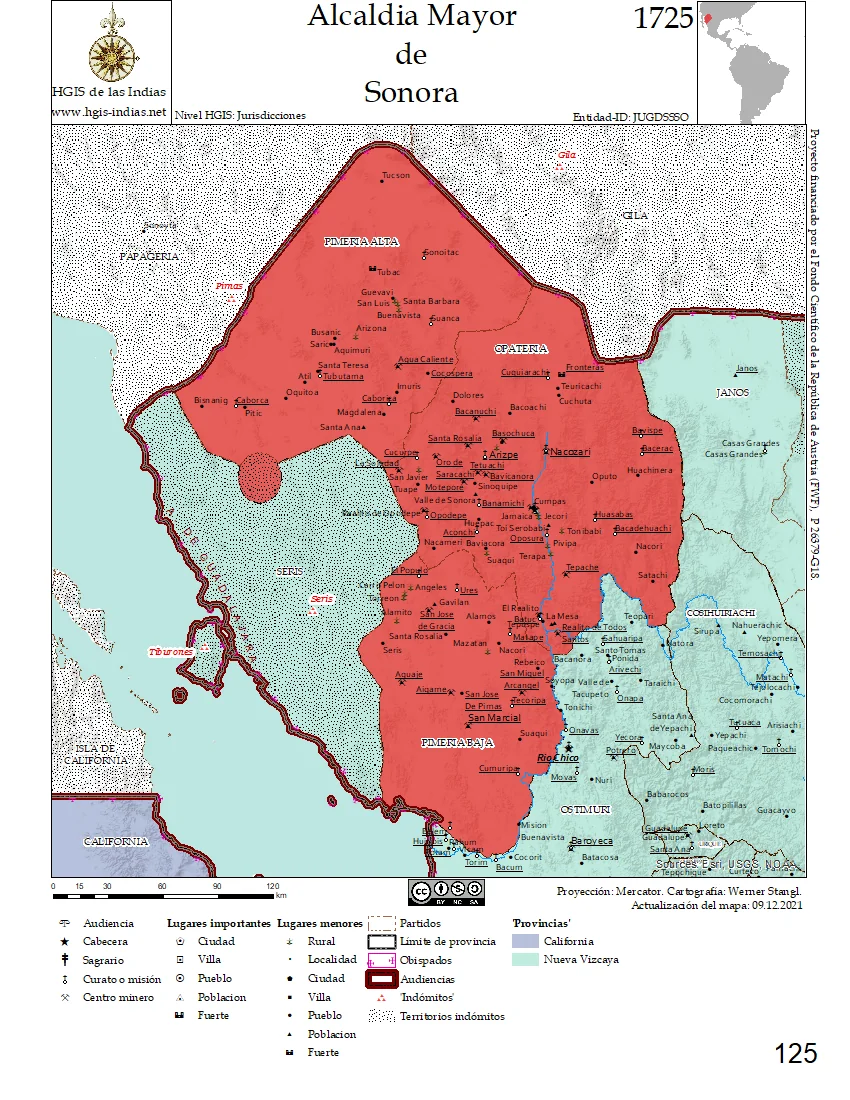 Alcaldia Mayor
de
Sonora
1725
HGIS de las Indias
www.hgis-indias.net
Nivel HGIS: Jurisdicciones
Entidad-ID: JUGDSSSO
Proyecto financiado por el Fondo Científico de la República de Austria (FWF), P 26379-G18.
Gila
Tucson
GILA
PIMERIA ALTA
PAPAGERIA
Sonoitac
Tubac
Pimas
Guevavi
San Luis
Santa Barbara
Buenavista
Guanca
Busanic
Arizona
Saric
Aquimuri
OPATERIA
Agua Caliente
Santa Teresa
Atil
Tubutama
Cocospera
Cuquiarachi
Fronteras
Teuricachi
Cuchuta
Janos
JANOS
Imuris
Oquitoa
Bisnanig
Caborca
Pitic
Caborica
Magdalena
Dolores
Bacanuchi
Bacoachi
Santa Ana
Santa Rosalia
Basochuca
Bavispe
Cucurpe
Arizpe
Nacozari
Bacerac
Casas Grandes
Casas Grandes
Oro de
Tetuachi
San Javier
Saracachi
Bavicanora
Huachinera
Oputo
Tuape
Motepore
Sinoquipe
Valle de Sonora
Banamichi
Cumpas
Opodepe
Jamaica
Jecori
Huasabas
Huepac
Toi Serobabi
Aconchi
Oposura
Tonibabi
Bacadehuachi
Nacameri
Baviacora
Pivipa
Nacori
Suaqui
Terapa
SERIS
El Populo
Tepache
Satachi
Angeles
Ures
Seris
Gavilan
Alamito
San Jose
de Gracia
Alamos
El Realito
La Mesa
Teopari
COSIHUIRIACHI
Nahuerachic
Sirupa
Yepomera
Realito de Todos
Santos
Sahuaripa
Matape
Natora
Temosachi
Santa Rosalia
Seris
Mazatan
Nacori
Santo Tomas
Bacanora
Ponida
Tiburones
Rebeico
Arivechi
Matachi
Tejolocachi
San Miguel
Arcangel
Soyopa
Valle de
Tacupeto
Taraichi
Aguaje
Aigame
San Jose
De Pimas
Tecoripa
Onapa
Cocomorachi
Tonichi
San Marcial
Santa Ana
de Yepachi
Tutuaca
Arisiachi
Onavas
Suaqui
Yecora
Yepachi
Maycoba
Paqueachic
Tomochi
PIMERIA BAJA
ISLA DE
CALIFORNIA
Rio Chico
Potrero
Cumuripa
Movas
Nuri
Moris
Babarocos
Batopilillas
Guacayvo
OSTIMURI
CALIFORNIA
Mision
Buenavista
Baroyeca
Loreto
Guadalupe
Guadalupe
Santa Ana
Torim
Bacum
Cocorit
Batacosa
Sources: Esri, USGS, NOAA
0 15 30 60 90 120
km
BY NC SA
Proyección: Mercator. Cartografía: Werner Stangl.
Actualización del mapa: 09.12.2021
Audiencia
Cabecera
Sagrario
Curato o misión
Centro minero
Lugares importantes
Ciudad
Villa
Pueblo
Poblacion
Fuerte
Lugares menores
Rural
Localidad
Ciudad
Villa
Pueblo
Poblacion
Fuerte
Partidos
Límite de provincia
Obispados
Audiencias
'Indómitos'
Territorios indómitos
'Provincias'
California
Nueva Vizcaya
125